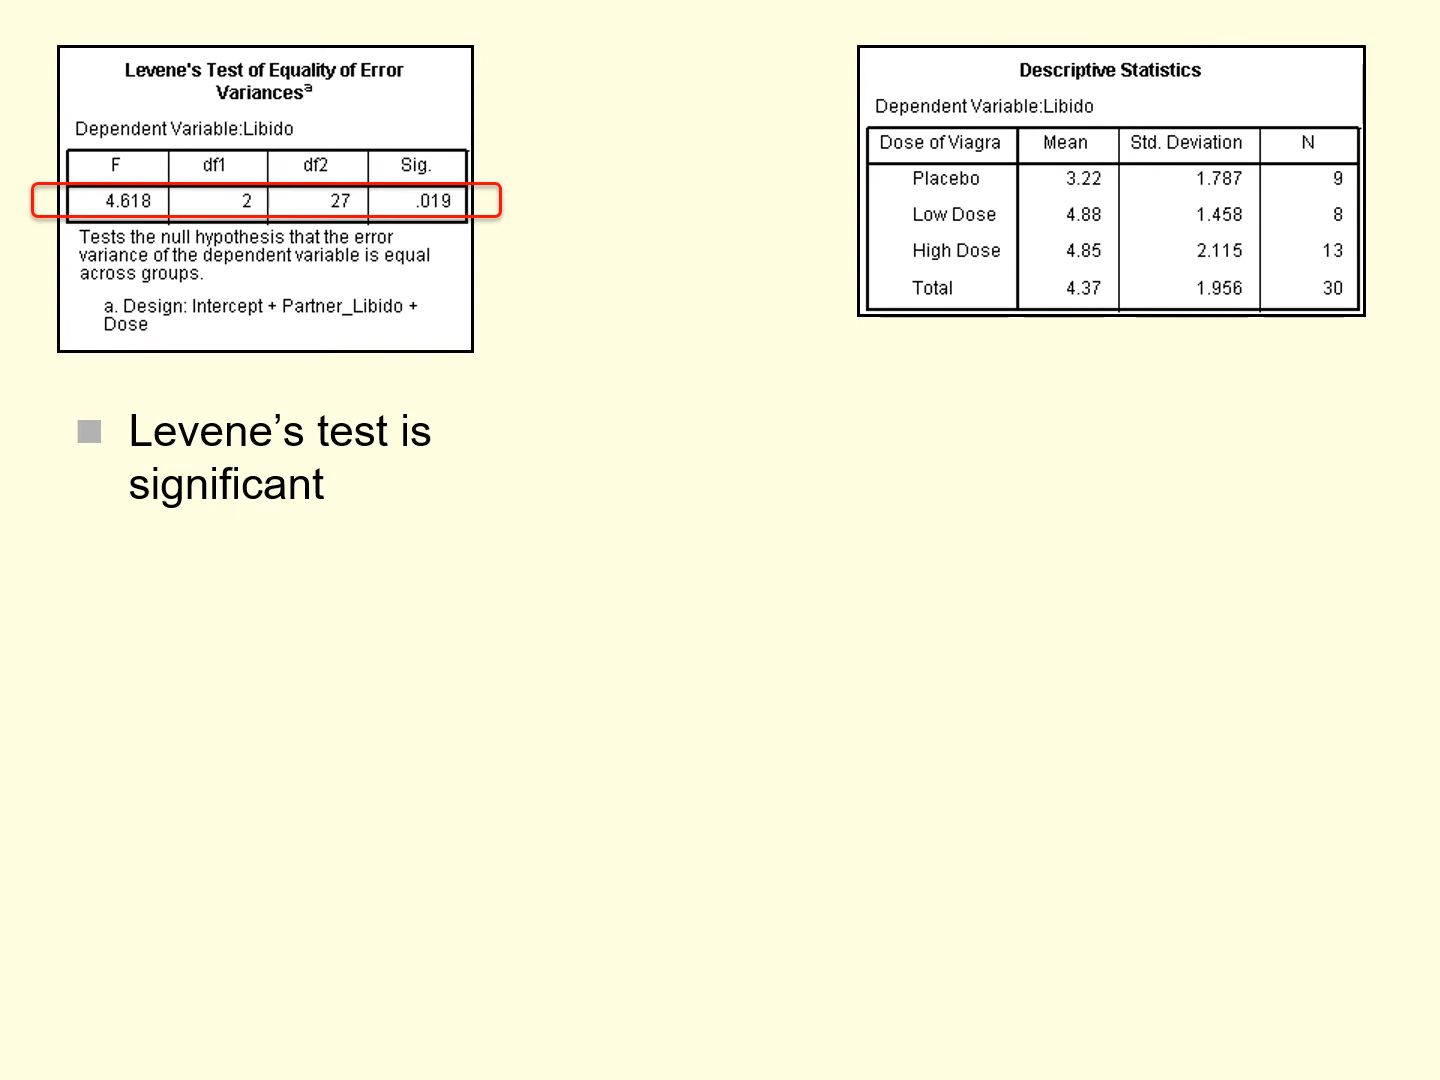 Levene's Test of Equality of Error
Variancesa
Dependent Variable:Libido
F df1 df2 Sig.
4.618 2 27 .019
Tests the null hypothesis that the error
variance of the dependent variable is equal
across groups.
a. Design: Intercept + Partner_Libido +
Dose
Descriptive Statistics
Dependent Variable:Libido
Dose of Viagra Mean Std. Deviation N
Placebo 3.22 1.787 9
Low Dose 4.88 1.458 8
High Dose 4.85 2.115 13
Total 4.37 1.956 30
Levene’s test is
significant